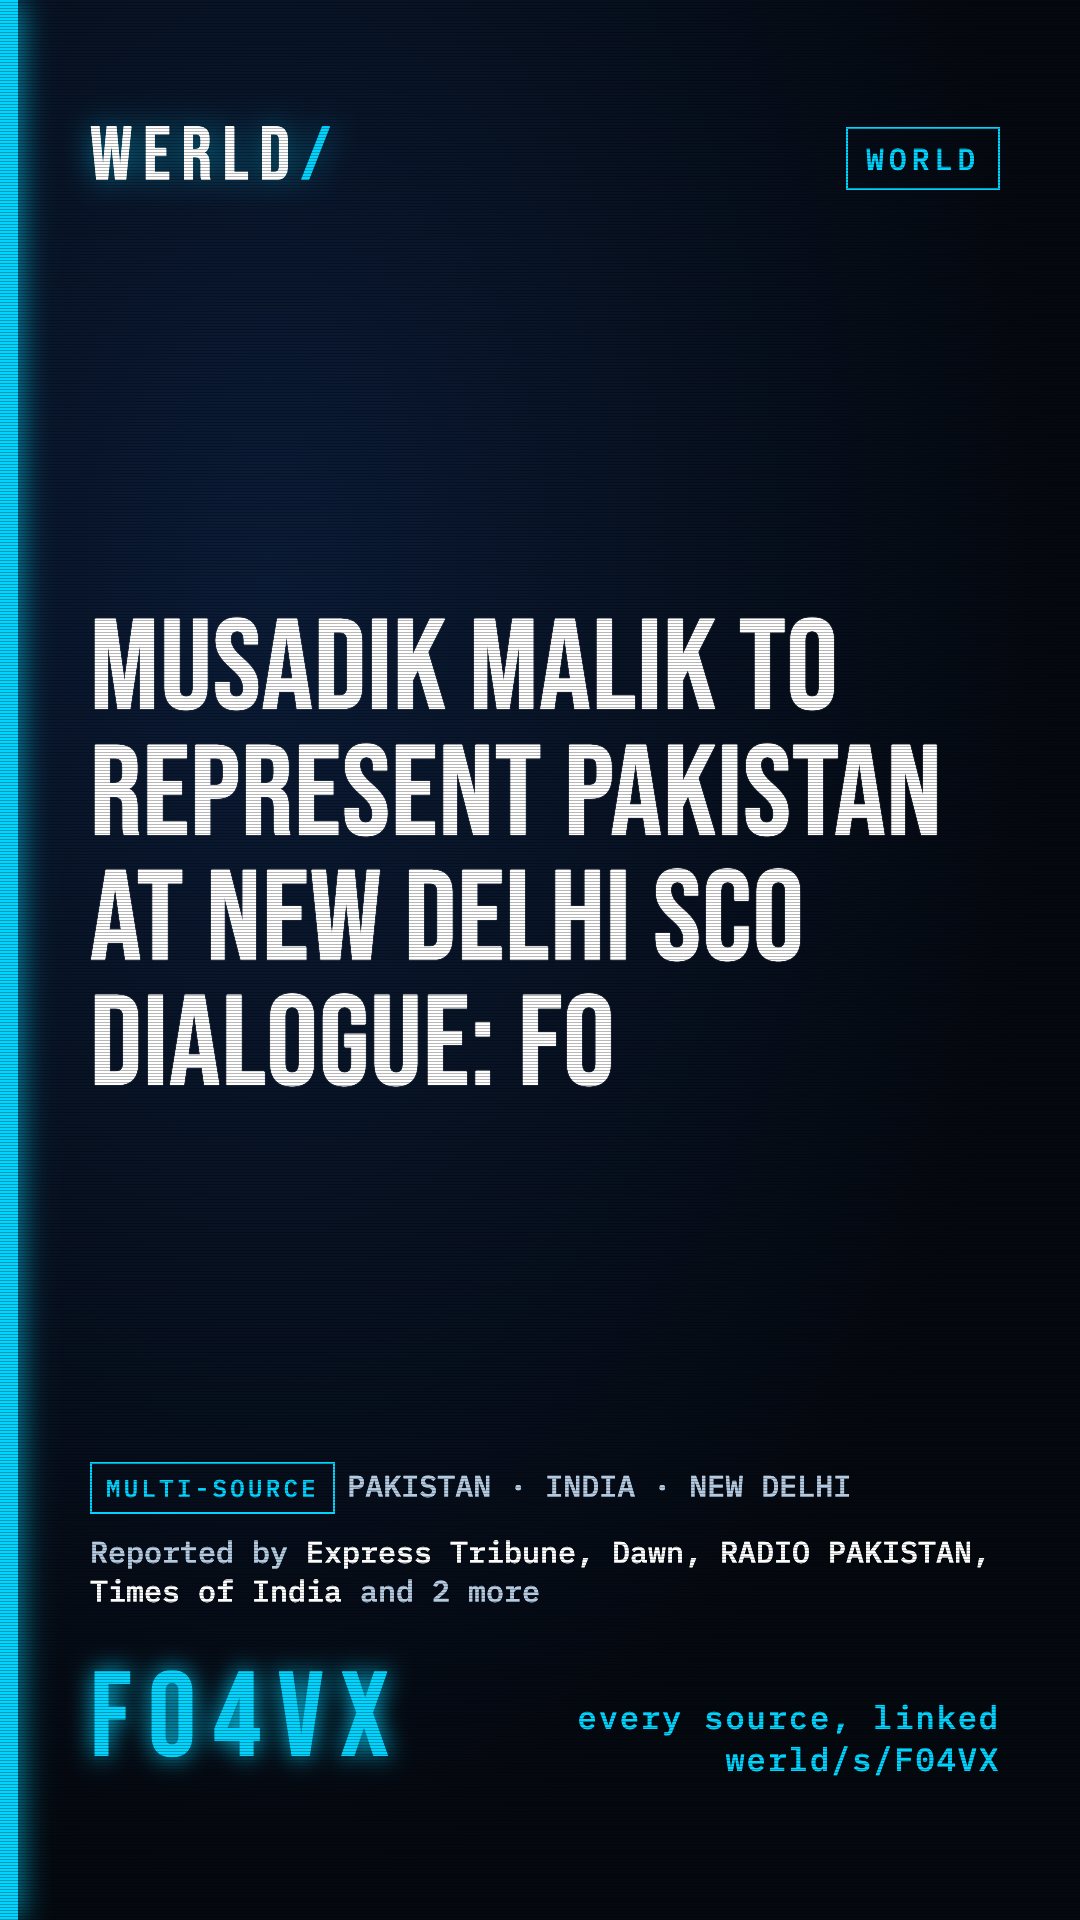 WERLD/
WORLD
MUSADIK MALIK TO
REPRESENT PAKISTAN
AT NEW DELHI SCO
DIALOGUE: FO
MULTI-SOURCE PAKISTAN · INDIA · NEW DELHI
Reported by Express Tribune, Dawn, RADIO PAKISTAN,
Times of India and 2 more
F04VX
every source, linked
werld/s/F04VX